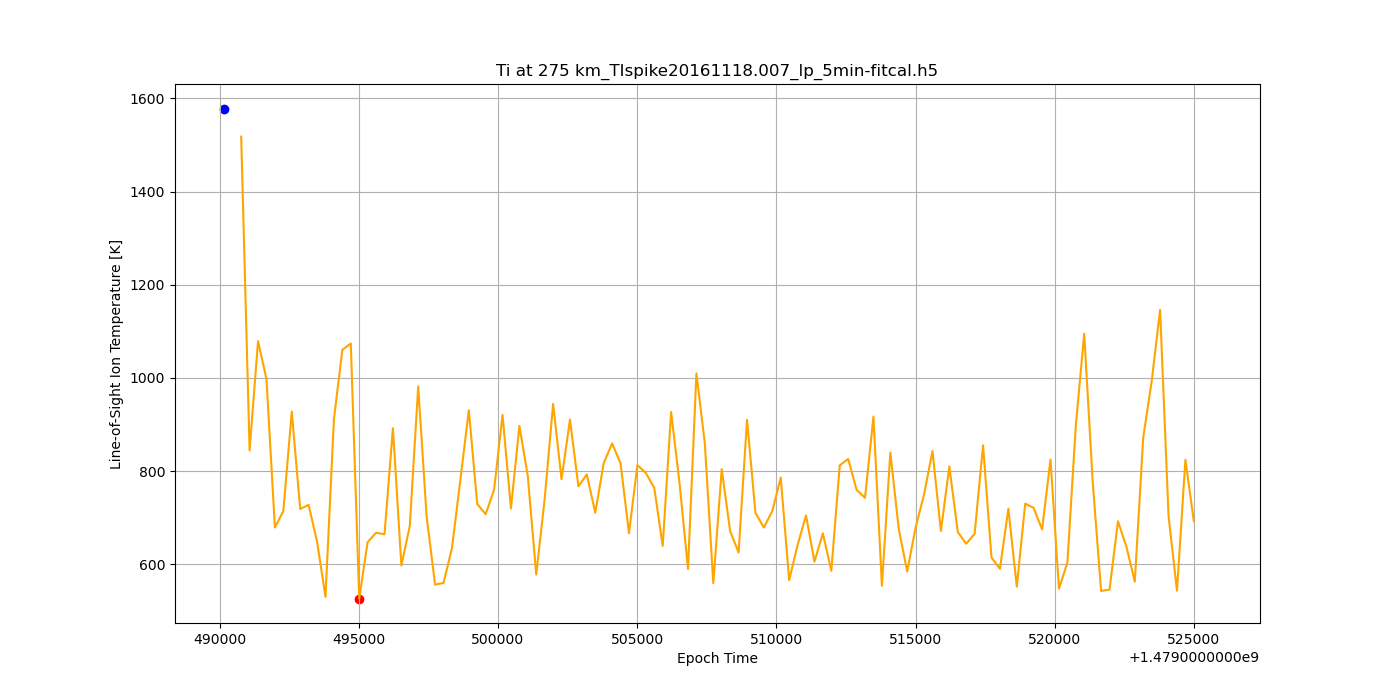 Ti at 275 km_TIspike20161118.007_lp_5min-fitcal.h5
1600
1400
1200
1000
800
600
Line-of-Sight Ion Temperature [K]
490000 495000 500000 505000 510000 515000 520000 525000
Epoch Time
+1.4790000000e9